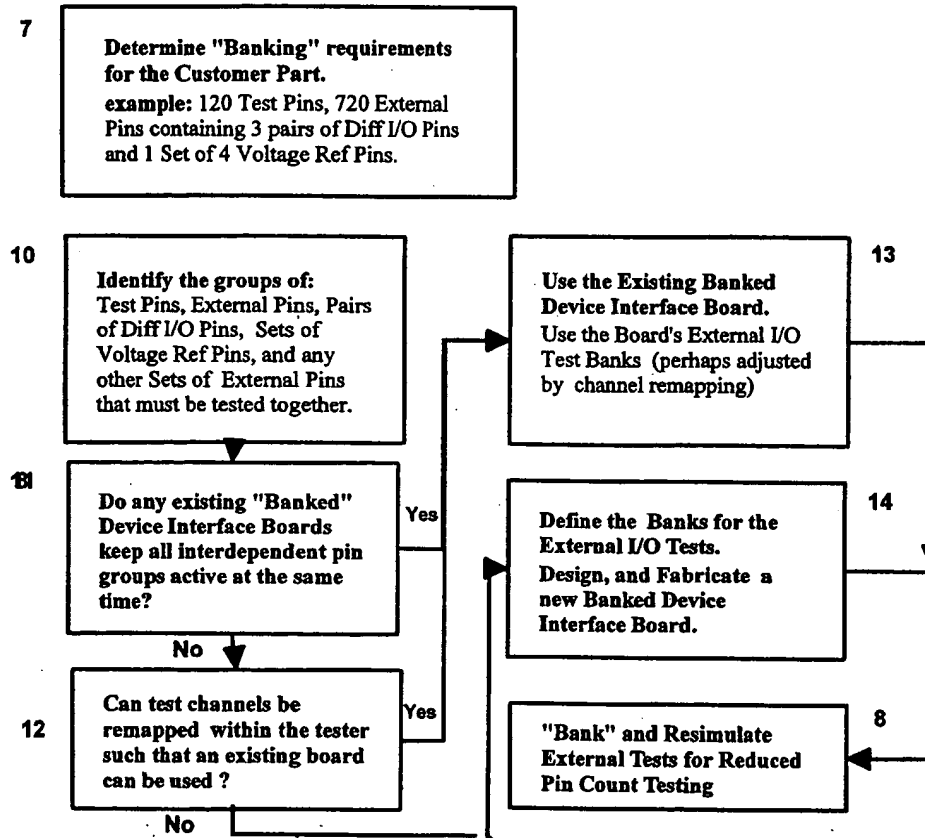 7
Determine "Banking" requirements
for the Customer Part.
example: 120 Test Pins, 720 External
Pins containing 3 pairs of Diff I/O Pins
and 1 Set of 4 Voltage Ref Pins.
10
Identify the groups of:
Test Pins, External Pins, Pairs
of Diff I/O Pins, Sets of
Voltage Ref Pins, and any
other Sets of External Pins
that must be tested together.
13
Use the Existing Banked
Device Interface Board.
Use the Board's External I/O
Test Banks (perhaps adjusted
by channel remapping)
Do any existing "Banked"
Device Interface Boards
keep all interdependent pin
groups active at the same
time?
Yes
No
14
Define the Banks for the
External I/O Tests.
Design, and Fabricate a
new Banked Device
Interface Board.
12
Can test channels be
remapped within the tester
such that an existing board
can be used ?
Yes
No
8
"Bank" and Resimulate
External Tests for Reduced
Pin Count Testing